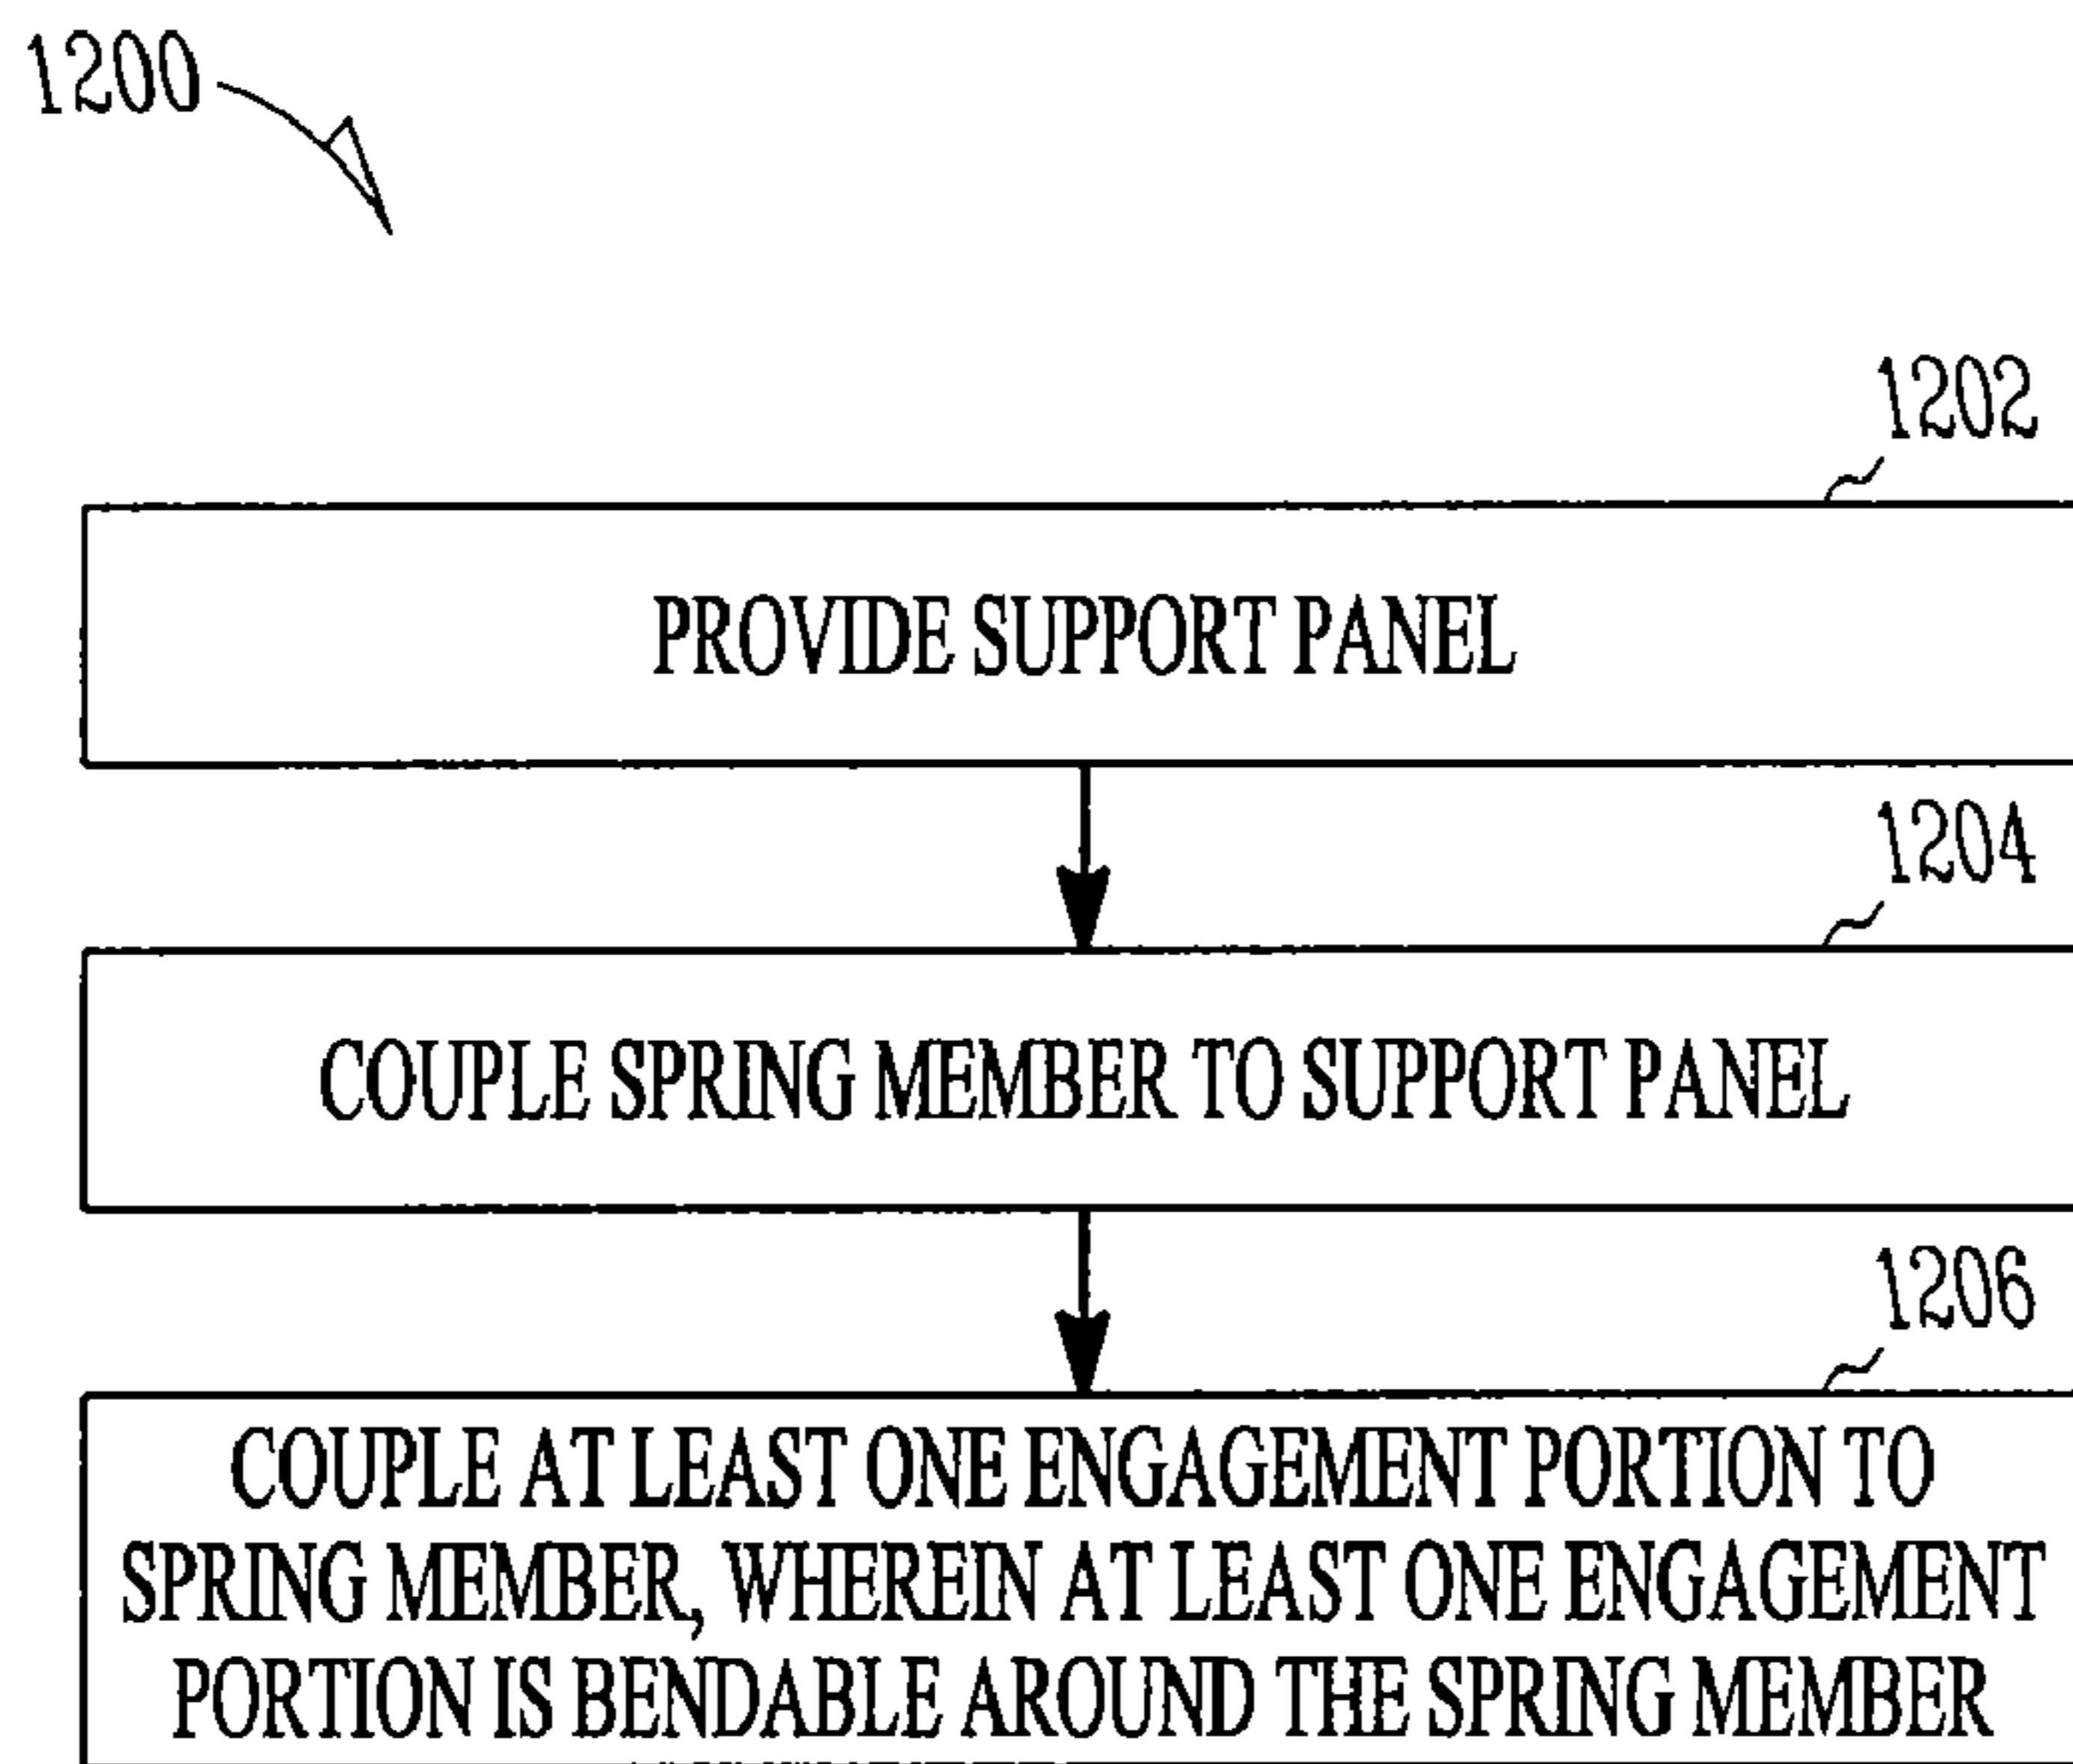 1200
1202
PROVIDE SUPPORT PANEL
1204
COUPLE SPRING MEMBER TO SUPPORT PANEL
1206
COUPLE AT LEAST ONE ENGAGEMENT PORTION TO
SPRING MEMBER, WHEREIN AT LEAST ONE ENGAGEMENT
PORTION IS BENDABLE AROUND THE SPRING MEMBER